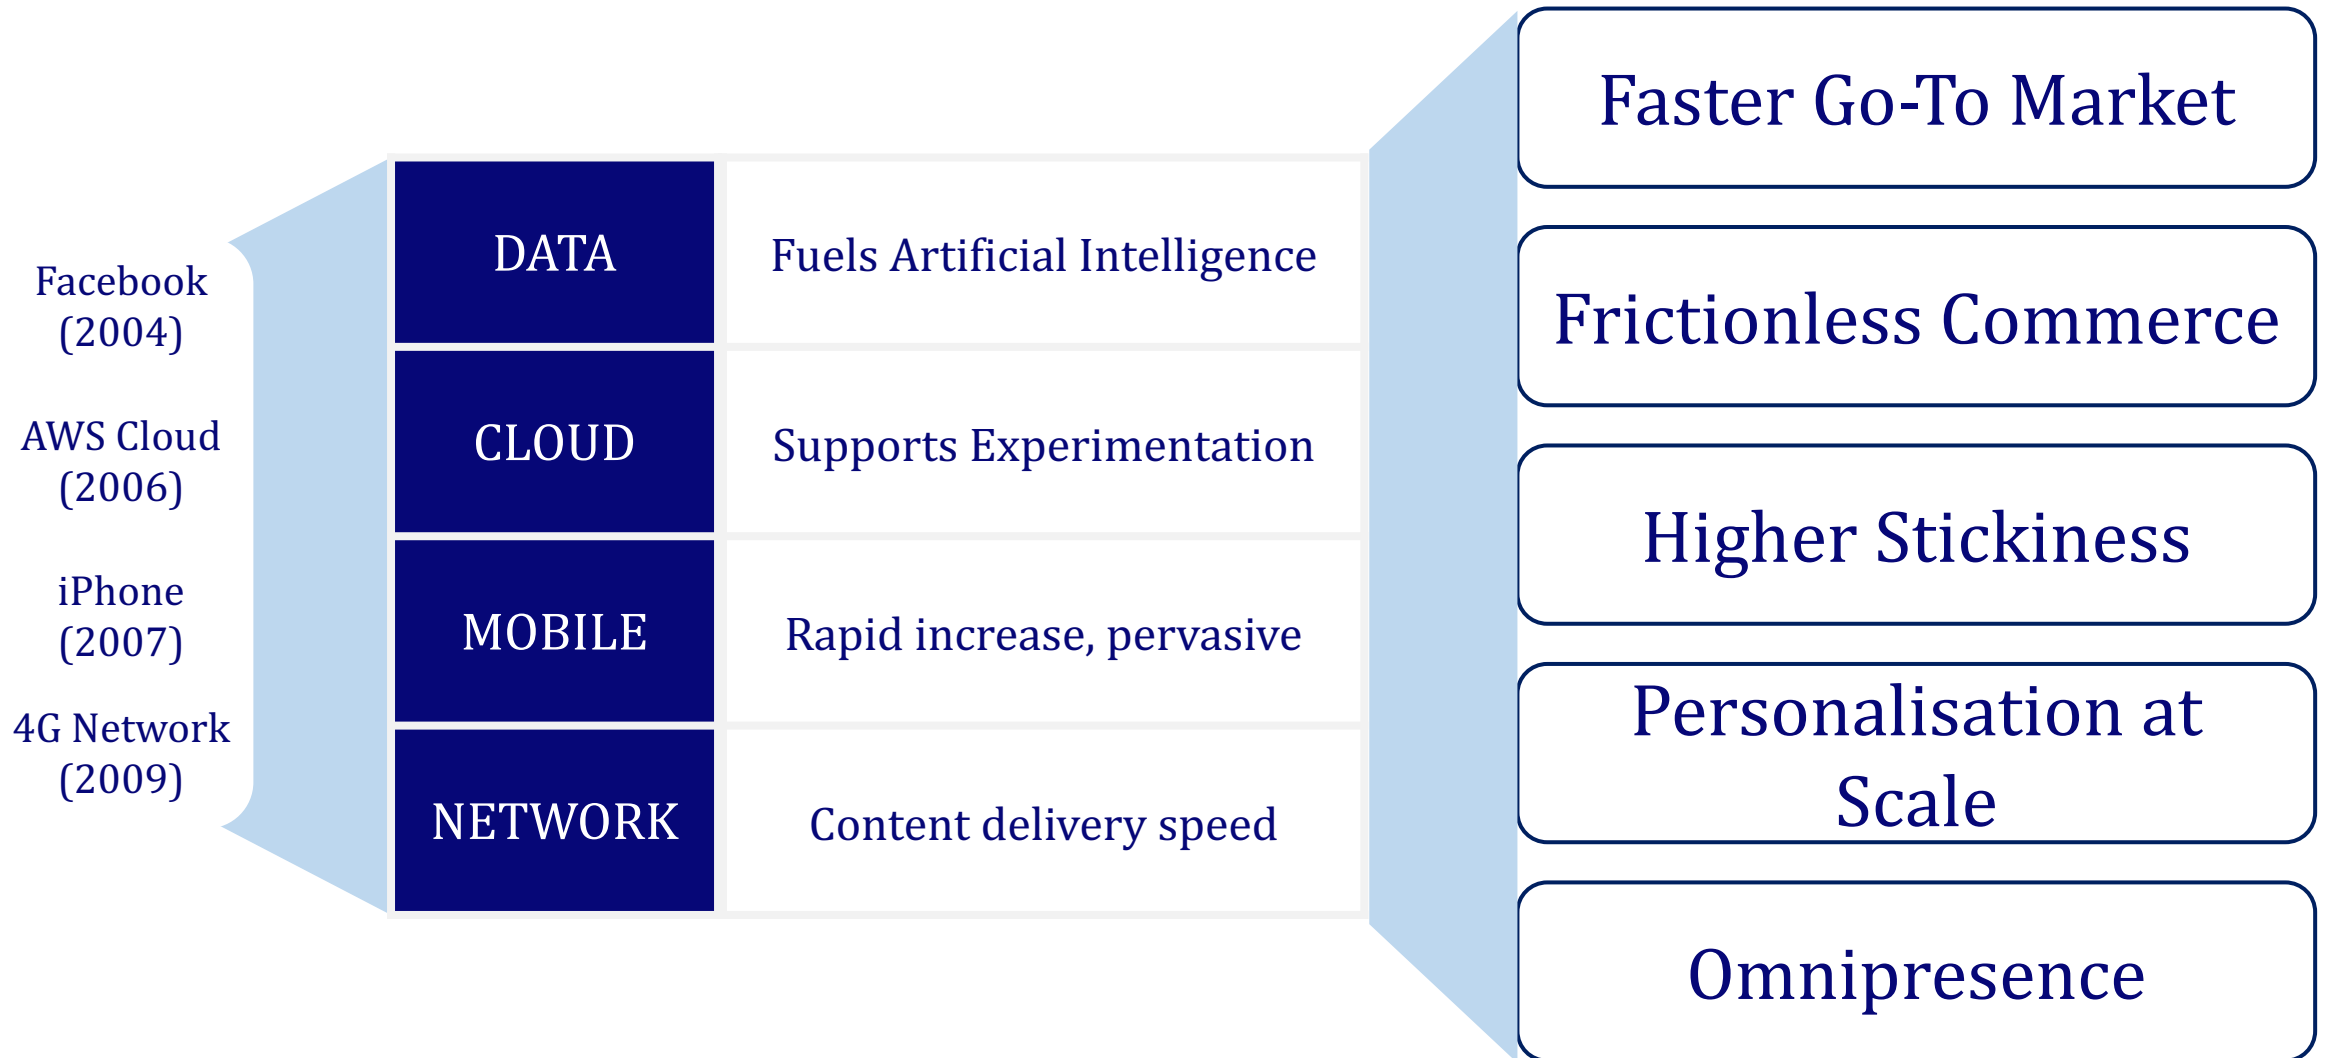 Facebook
(2004)
AWS Cloud
(2006)
iPhone
(2007)
4G Network
(2009)
DATA
Fuels Artificial Intelligence
CLOUD
Supports Experimentation
MOBILE
Rapid increase, pervasive
NETWORK
Content delivery speed
Faster Go-To Market
Frictionless Commerce
Higher Stickiness
Personalisation at
Scale
Omnipresence